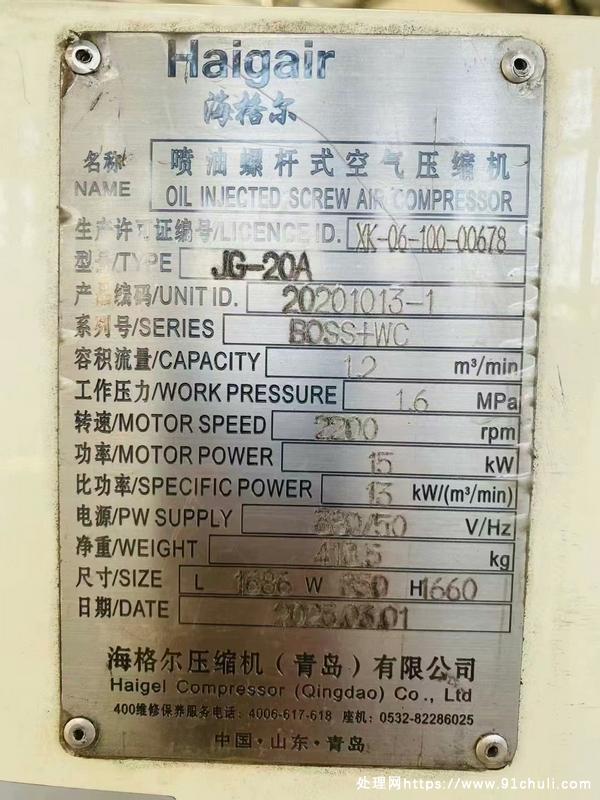 Haigair
海格尔
名称 喷油螺杆式空气压缩机
NAME OIL INJECTED SCREW AIR COMPRESSOR
生产许可证编号/LICENCE ID. XK-06-100-00678
型号/TYPE JG-20A
产品编码/UNIT ID. 20201013-1
系列号/SERIES BOSS+WC
容积流量/CAPACITY 1.2 m³/min
工作压力/WORK PRESSURE 1.6 MPa
转速/MOTOR SPEED 2200 rpm
功率/MOTOR POWER 15 kW
比功率/SPECIFIC POWER 13 kW/(m³/min)
电源/PW SUPPLY 380/50 V/Hz
净重/WEIGHT kg
尺寸/SIZE L 1686 W 850 H 1660
日期/DATE
海格尔压缩机（青岛）有限公司
Haigel Compressor (Qingdao) Co., Ltd
400维修保养服务电话: 4006-617-618 座机: 0532-82286025
中国·山东·青岛
处理网https://www.91chuli.com/